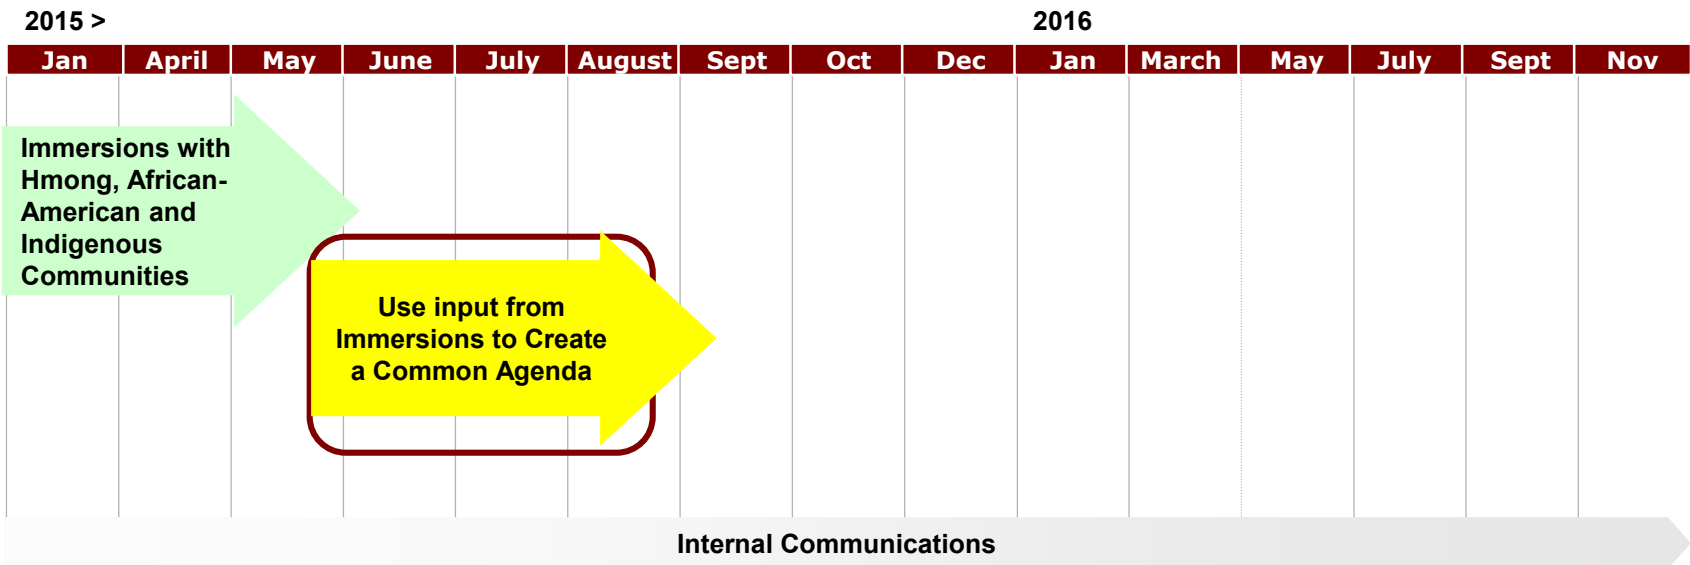 2015 > 2016
Jan April May June July August Sept Oct Dec Jan March May July Sept Nov
Immersions with
Hmong, African-
American and
Indigenous
Communities
Use input from
Immersions to Create
a Common Agenda
Internal Communications